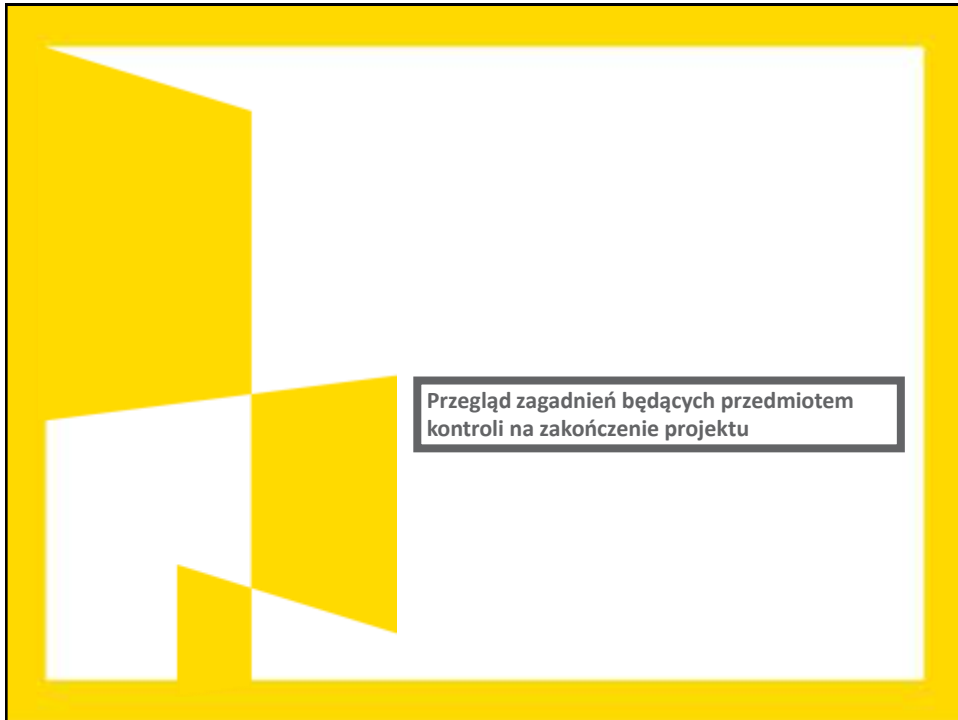 Przegląd zagadnień będących przedmiotem
kontroli na zakończenie projektu